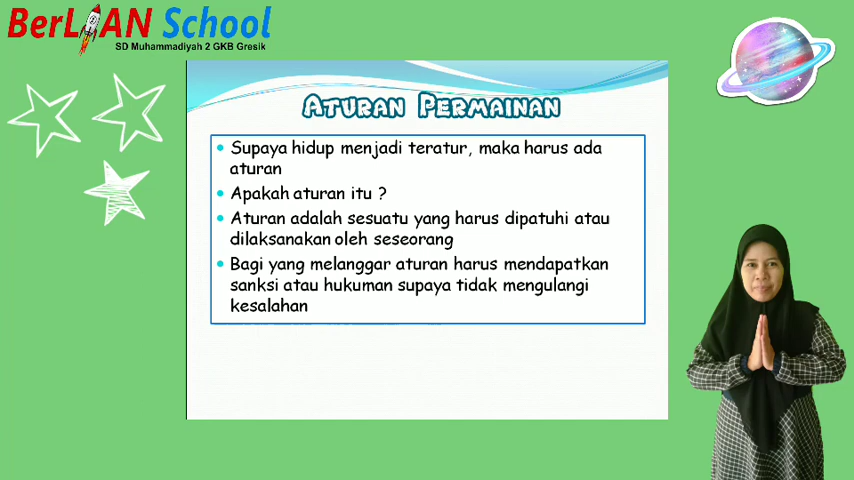 BerLIAN School
SD Muhammadiyah 2 GKB Gresik
ATURAN PERMAINAN
Supaya hidup menjadi teratur, maka harus ada
aturan
Apakah aturan itu ?
Aturan adalah sesuatu yang harus dipatuhi atau
dilaksanakan oleh seseorang
Bagi yang melanggar aturan harus mendapatkan
sanksi atau hukuman supaya tidak mengulangi
kesalahan